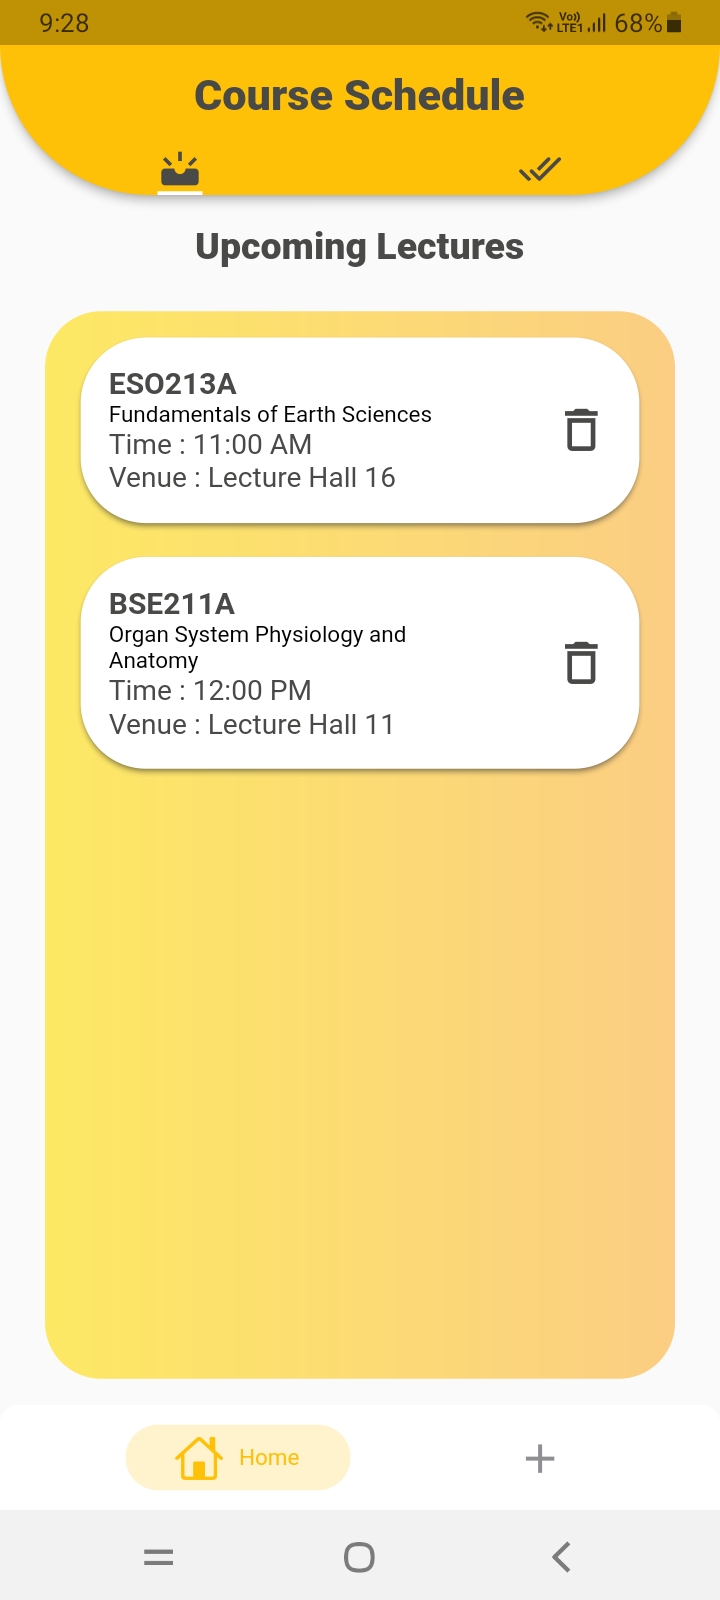 9:28
Vo)) LTE1 68%
Course Schedule
Upcoming Lectures
ESO213A
Fundamentals of Earth Sciences
Time : 11:00 AM
Venue : Lecture Hall 16
BSE211A
Organ System Physiology and
Anatomy
Time : 12:00 PM
Venue : Lecture Hall 11
Home